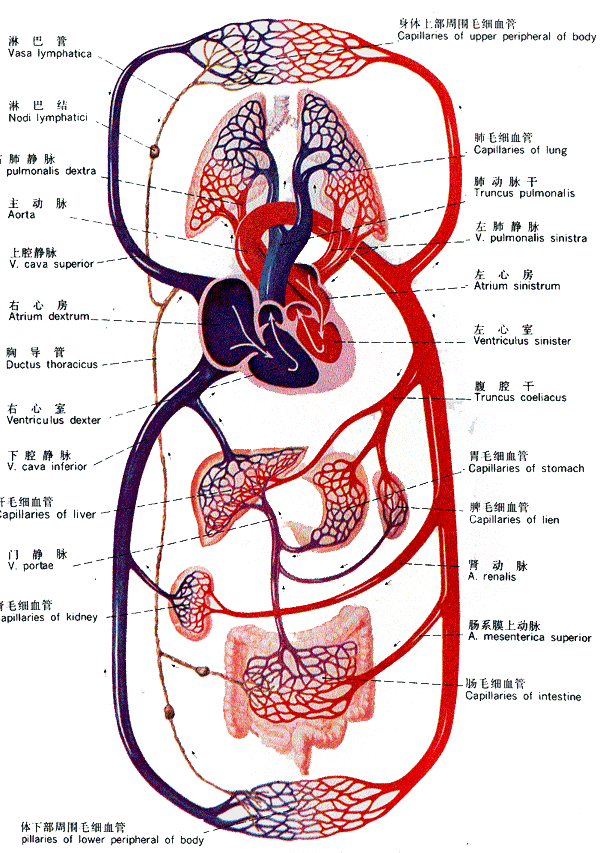 淋巴管
Vasa lymphatica
淋巴结
Nodi lymphatici
肺静脉
pulmonalis dextra
主动脉
Aorta
上腔静脉
V. cava superior
右心房
Atrium dextrum
胸导管
Ductus thoracicus
右心室
Ventriculus dexter
下腔静脉
V. cava inferior
毛细血管
Capillaries of liver
门静脉
V. portae
毛细血管
apillaries of kidney
体下部周围毛细血管
pillaries of lower peripheral of body
身体上部周围毛细血管
Capillaries of upper peripheral of body
肺毛细血管
Capillaries of lung
肺动脉干
Truncus pulmonalis
左肺静脉
V. pulmonalis sinistra
左心房
Atrium sinistrum
左心室
Ventriculus sinister
腹腔干
Truncus coeliacus
胃毛细血管
Capillaries of stomach
脾毛细血管
Capillaries of lien
肾动脉
A. renalis
肠系膜上动脉
A. mesenterica superior
肠毛细血管
Capillaries of intestine